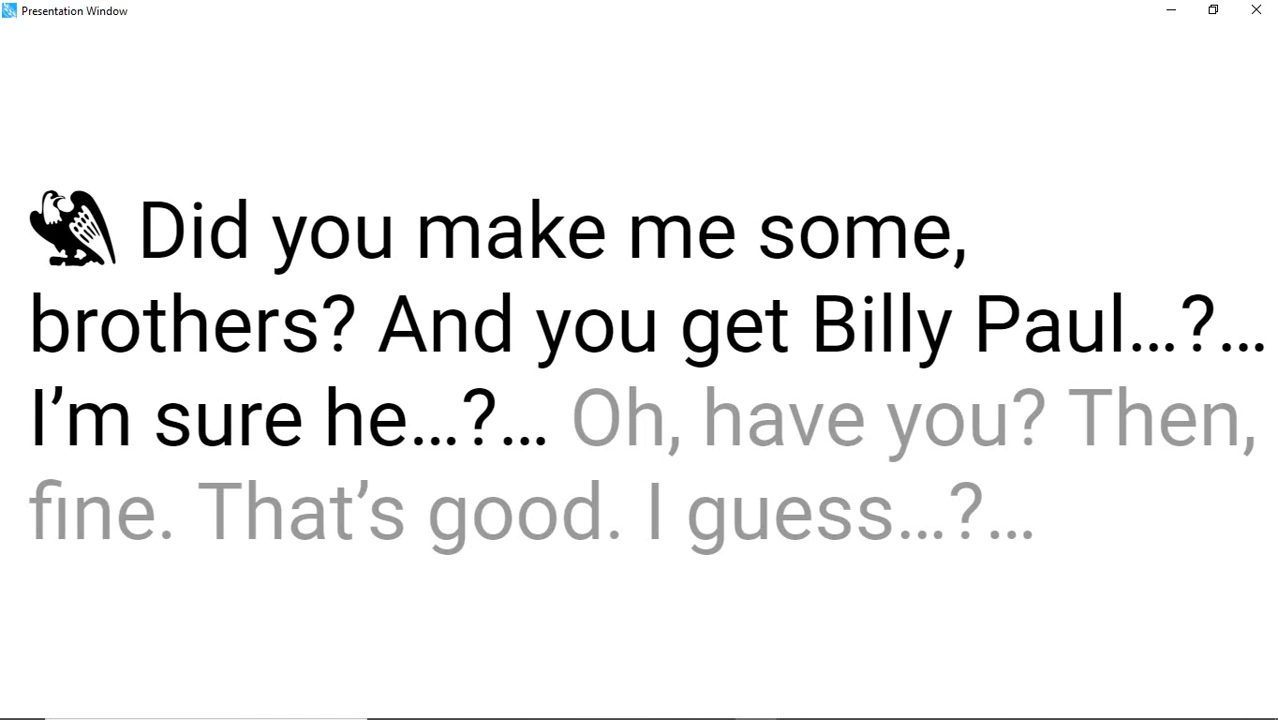 Presentation Window
Did you make me some,
brothers? And you get Billy Paul…?…
I’m sure he…?… Oh, have you? Then,
fine. That’s good. I guess…?…